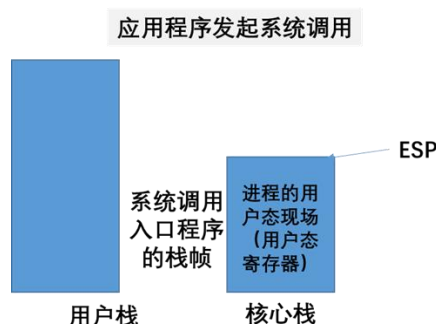 应用程序发起系统调用
ESP
系统调用
入口程序
的栈帧
进程的用
户态现场
（用户态
寄存器）
用户栈
核心栈